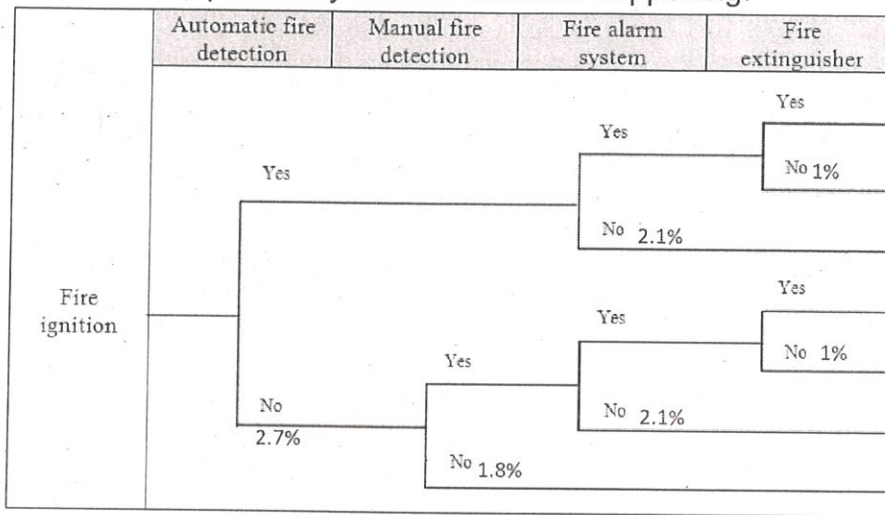 Automatic fire detection
Manual fire detection
Fire alarm system
Fire extinguisher
Fire ignition
Yes
Yes
Yes
No 1%
No 2.1%
No 2.7%
Yes
Yes
Yes
No 1%
No 2.1%
No 1.8%